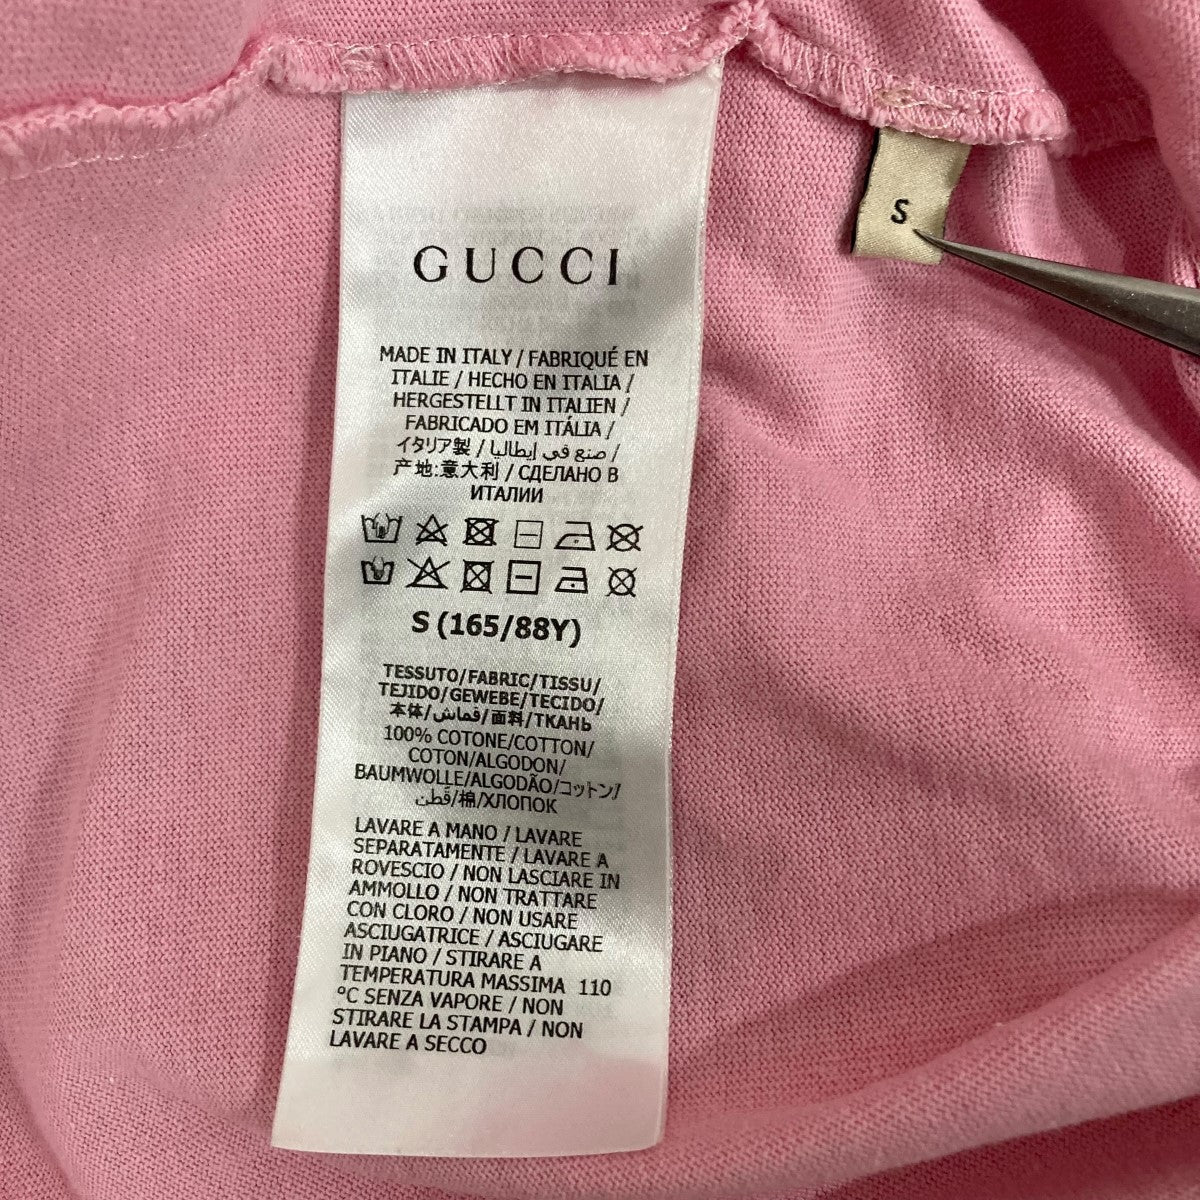 GUCCI
S
MADE IN ITALY / FABRIQUÉ EN
ITALIE / HECHO EN ITALIA /
HERGESTELLT IN ITALIEN /
FABRICADO EM ITÁLIA /
イタリア製 / صنع في إيطاليا /
产地:意大利 / СДЕЛАНО В
ИТАЛИИ
S (165/88Y)
TESSUTO/FABRIC/TISSU/
TEJIDO/GEWEBE/TECIDO/
本体/قماش/面料/ТКАНЬ
100% COTONE/COTTON/
COTON/ALGODON/
BAUMWOLLE/ALGODÃO/コットン/
قطن/棉/ХЛОПОК
LAVARE A MANO / LAVARE
SEPARATAMENTE / LAVARE A
ROVESCIO / NON LASCIARE IN
AMMOLLO / NON TRATTARE
CON CLORO / NON USARE
ASCIUGATRICE / ASCIUGARE
IN PIANO / STIRARE A
TEMPERATURA MASSIMA 110
°C SENZA VAPORE / NON
STIRARE LA STAMPA / NON
LAVARE A SECCO